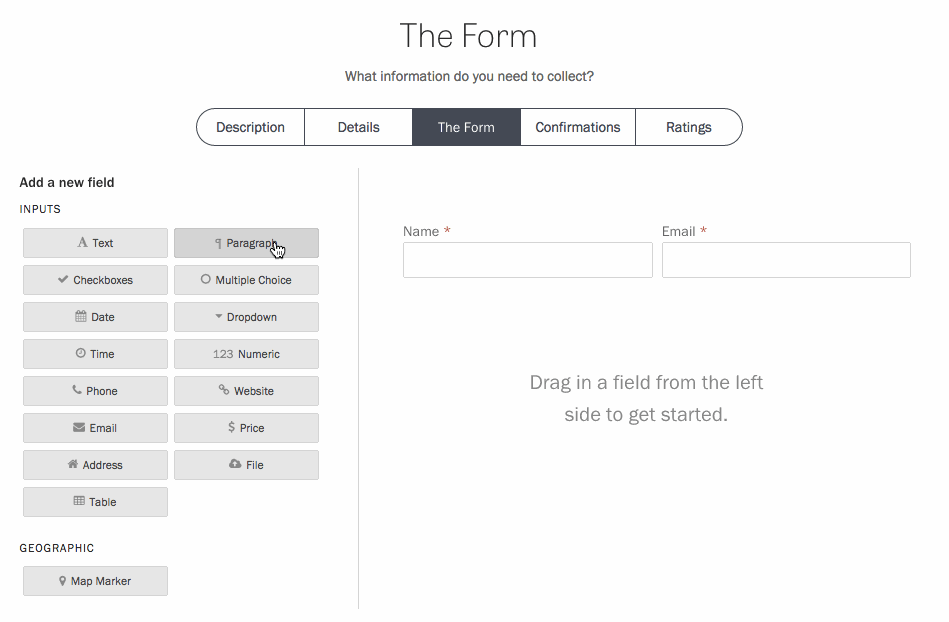 The Form
What information do you need to collect?
Description Details The Form Confirmations Ratings
Add a new field
INPUTS
Text Paragraph
Checkboxes Multiple Choice
Date Dropdown
Time 123 Numeric
Phone Website
Email $ Price
Address File
Table
GEOGRAPHIC
Map Marker
Name * Email *
Drag in a field from the left
side to get started.